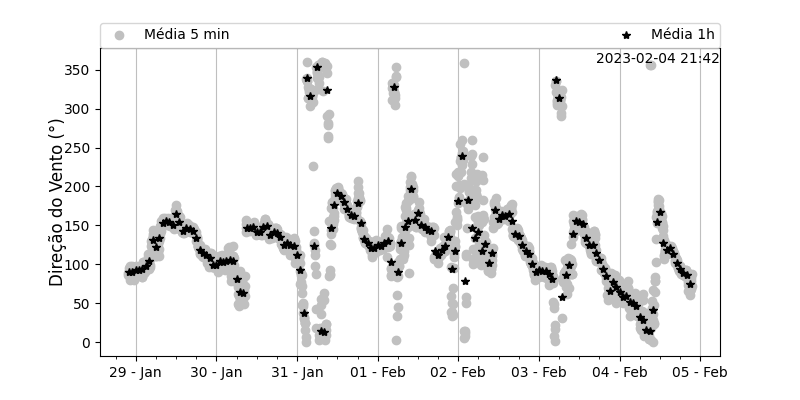 Média 5 min
Média 1h
2023-02-04 21:42
Direção do Vento (°)
350
300
250
200
150
100
50
0
29 - Jan
30 - Jan
31 - Jan
01 - Feb
02 - Feb
03 - Feb
04 - Feb
05 - Feb